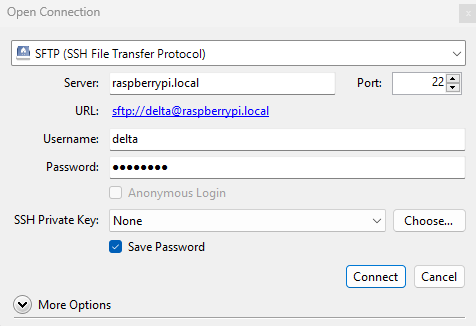 Open Connection
SFTP (SSH File Transfer Protocol)
Server: raspberrypi.local Port: 22
URL: sftp://delta@raspberrypi.local
Username: delta
Password: ●●●●●●●●
Anonymous Login
SSH Private Key: None Choose...
Save Password
Connect Cancel
More Options